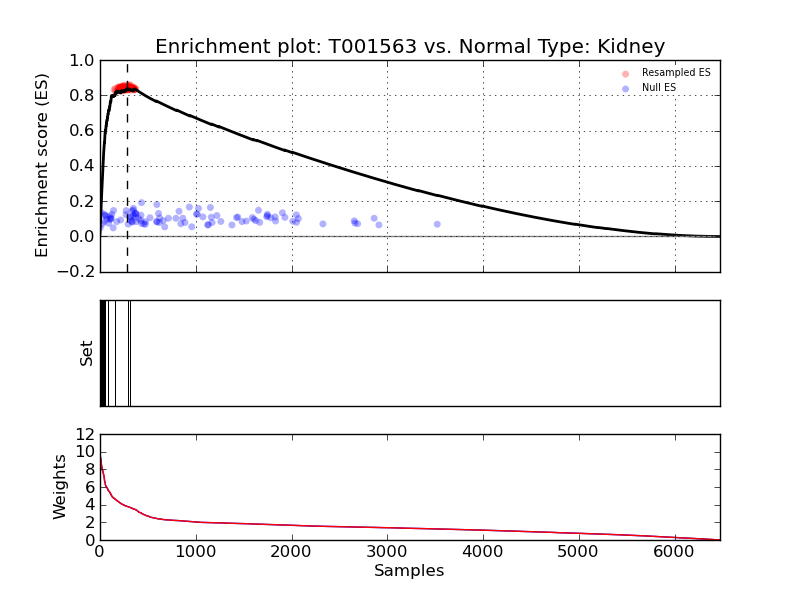 Enrichment plot: T001563 vs. Normal Type: Kidney
1.0
0.8
0.6
0.4
0.2
0.0
−0.2
Enrichment score (ES)
Resampled ES
Null ES
Set
12
10
8
6
4
2
0
Weights
0 1000 2000 3000 4000 5000 6000
Samples